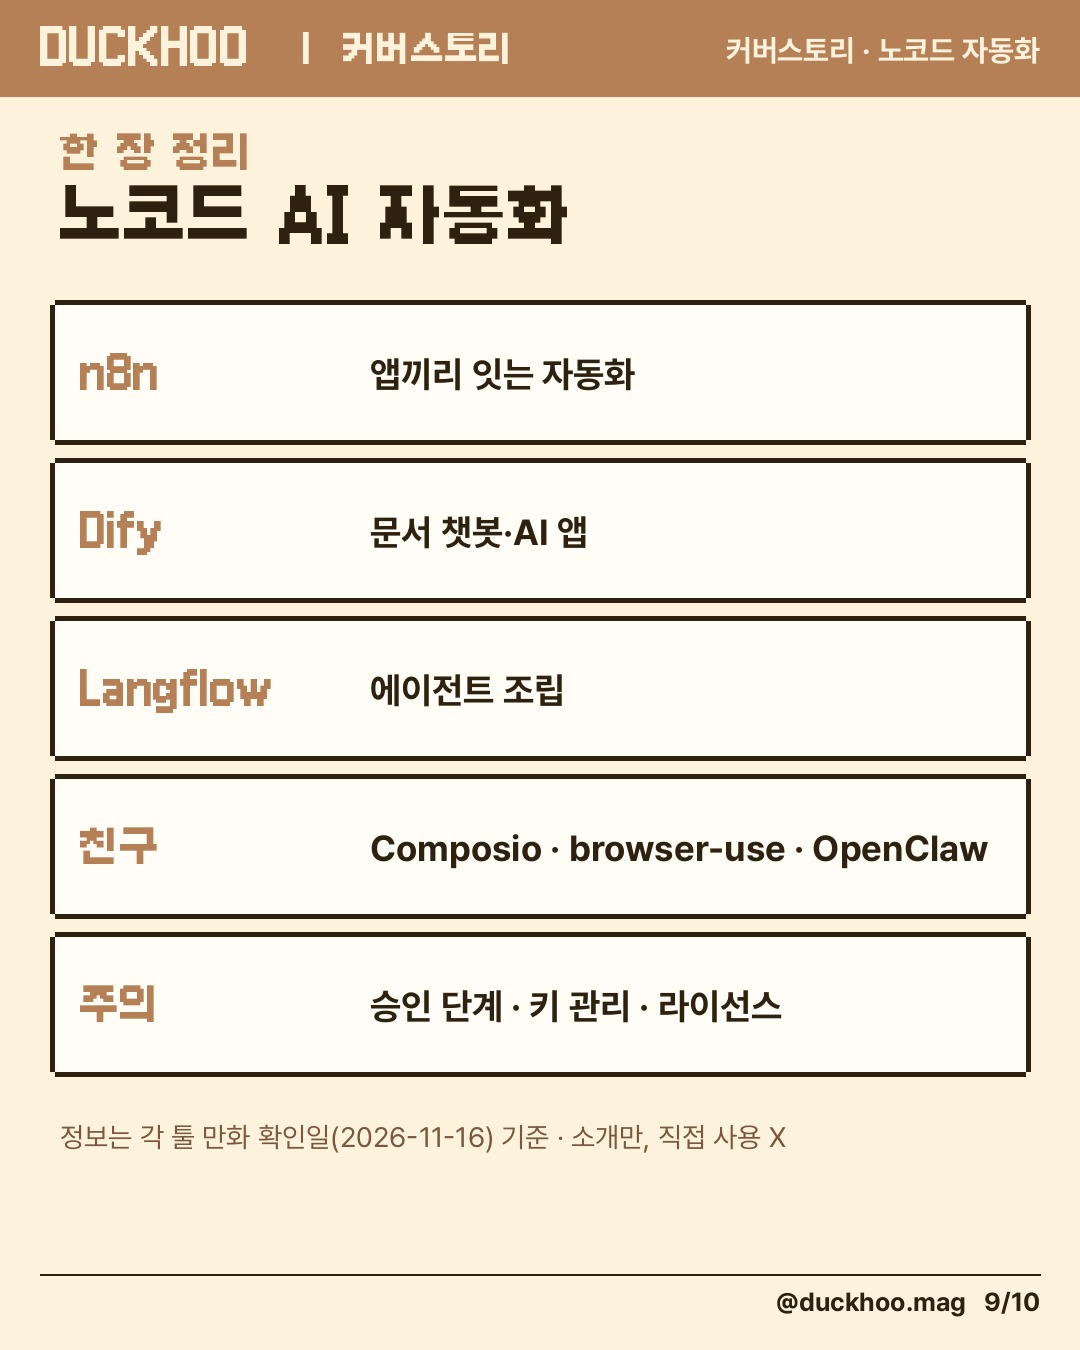 DUCKHOO | 커버스토리
커버스토리 · 노코드 자동화
한 장 정리
노코드 AI 자동화
n8n 앱끼리 잇는 자동화
Dify 문서 챗봇·AI 앱
Langflow 에이전트 조립
친구 Composio · browser-use · OpenClaw
주의 승인 단계 · 키 관리 · 라이선스
정보는 각 툴 만화 확인일(2026-11-16) 기준 · 소개만, 직접 사용 X
@duckhoo.mag 9/10